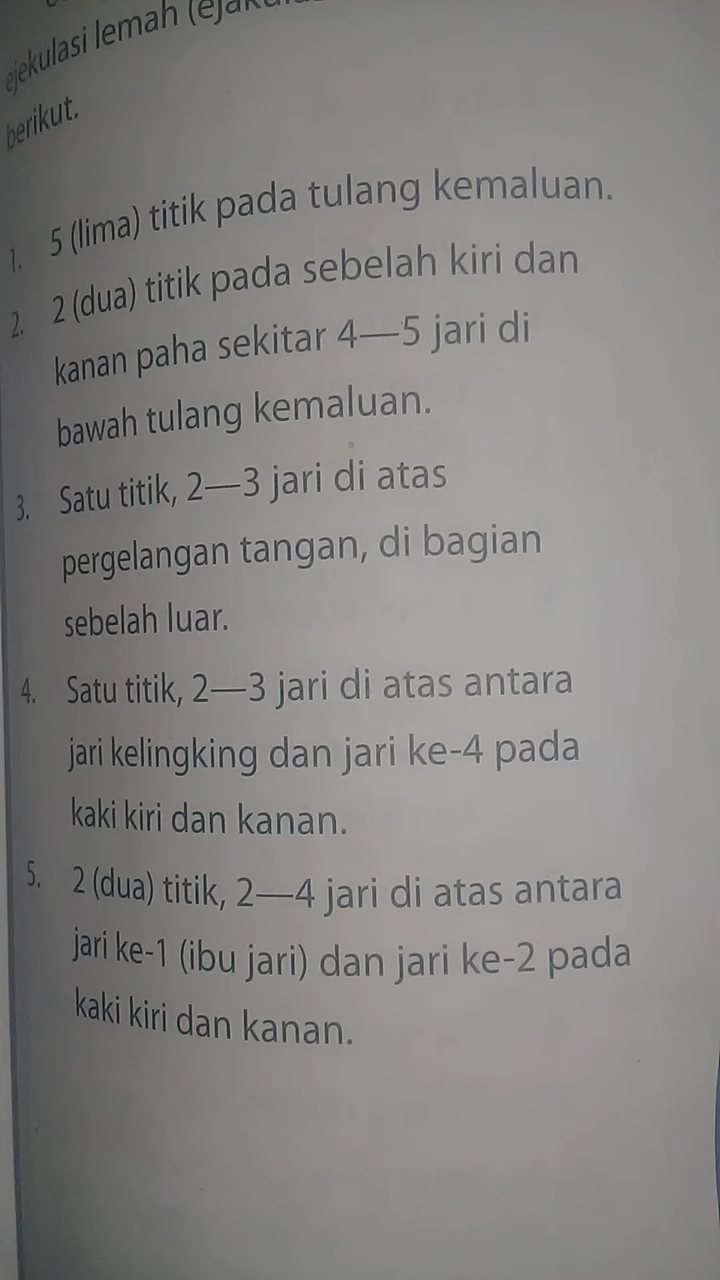 ejekulasi lemah
berikut.
1. 5 (lima) titik pada tulang kemaluan.
2. 2 (dua) titik pada sebelah kiri dan
kanan paha sekitar 4—5 jari di
bawah tulang kemaluan.
3. Satu titik, 2—3 jari di atas
pergelangan tangan, di bagian
sebelah luar.
4. Satu titik, 2—3 jari di atas antara
jari kelingking dan jari ke-4 pada
kaki kiri dan kanan.
5. 2 (dua) titik, 2—4 jari di atas antara
jari ke-1 (ibu jari) dan jari ke-2 pada
kaki kiri dan kanan.